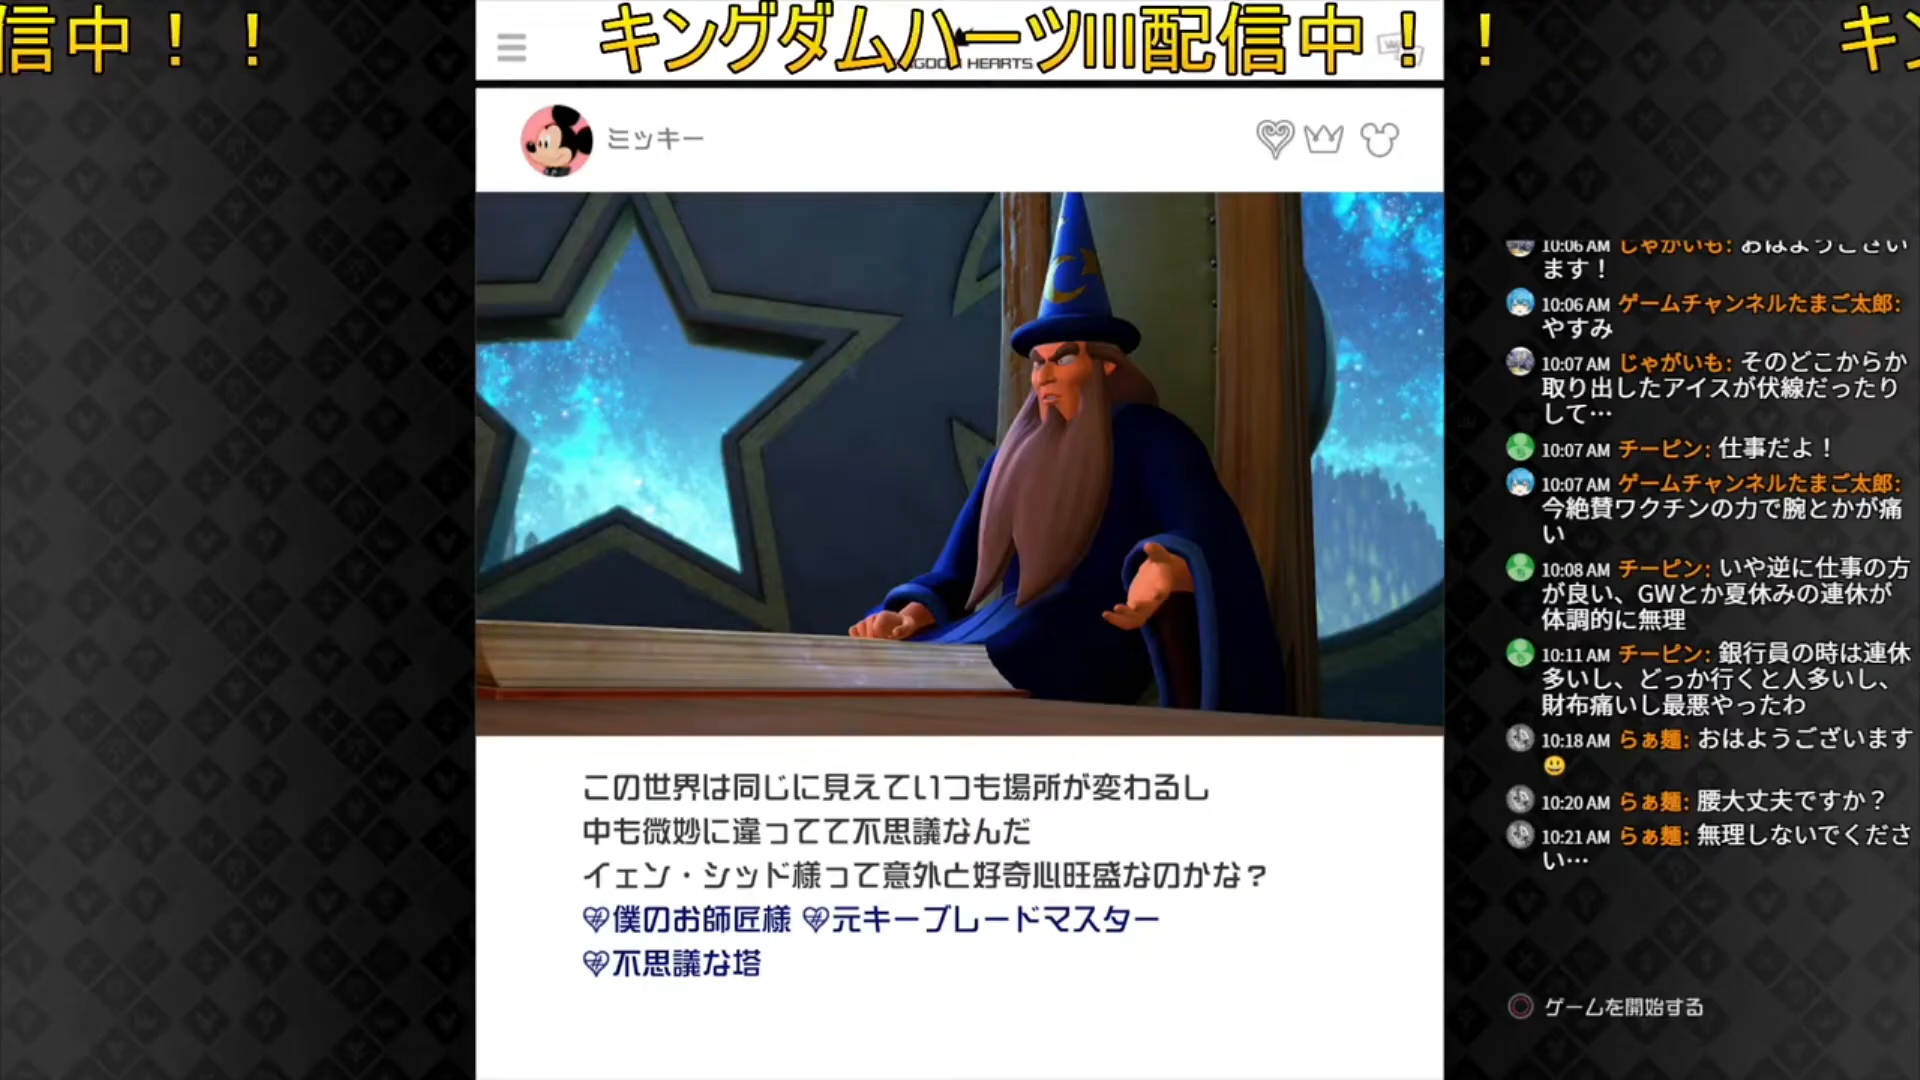 信中！！
キングダムハーツIII配信中！！
キン
HEARTS
ミッキー
この世界は同じに見えていつも場所が変わるし
中も微妙に違ってて不思議なんだ
イェン・シッド様って意外と好奇心旺盛なのかな？
#僕のお師匠様 #元キーブレードマスター
#不思議な塔
10:06 AM じゃがいも: おはようござい
ます！
10:06 AM ゲームチャンネルたまご太郎:
やすみ
10:07 AM じゃがいも: そのどこからか
取り出したアイスが伏線だったり
して…
10:07 AM チーピン: 仕事だよ！
10:07 AM ゲームチャンネルたまご太郎:
今絶賛ワクチンの力で腕とかが痛
い
10:08 AM チーピン: いや逆に仕事の方
が良い、GWとか夏休みの連休が
体調的に無理
10:11 AM チーピン: 銀行員の時は連休
多いし、どっか行くと人多いし、
財布痛いし最悪やったわ
10:18 AM らぁ麺: おはようございます
😀
10:20 AM らぁ麺: 腰大丈夫ですか？
10:21 AM らぁ麺: 無理しないでくださ
い…
ゲームを開始する